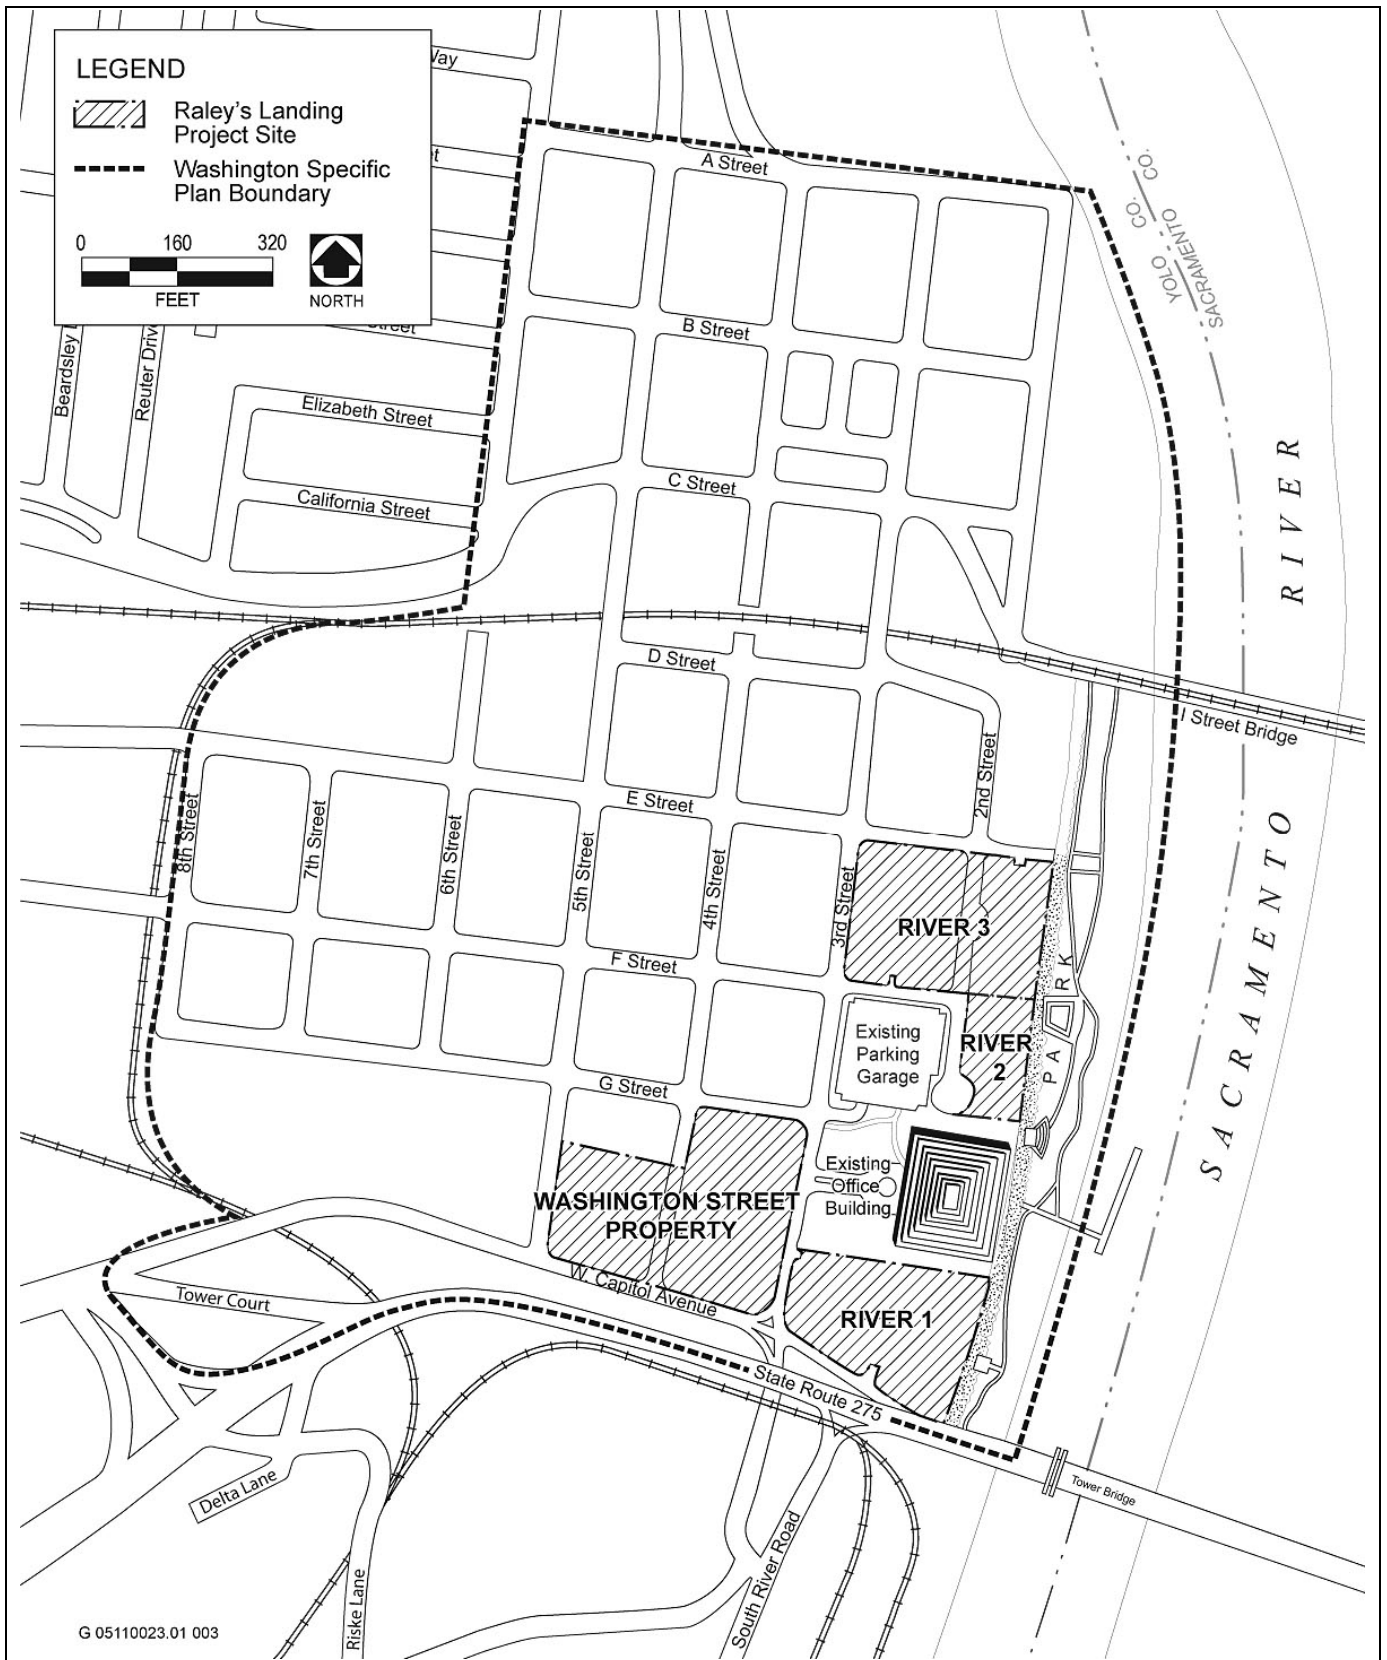 LEGEND
Raley's Landing
Project Site
Washington Specific
Plan Boundary
0 160 320
FEET
NORTH
A Street
YOLO CO.
SACRAMENTO CO.
B Street
Beardsley
Reuter Drive
Elizabeth Street
C Street
California Street
RIVER
D Street
I Street Bridge
2nd Street
E Street
8th Street
7th Street
6th Street
5th Street
4th Street
3rd Street
SACRAMENTO
RIVER 3
F Street
PARK
Existing
Parking
Garage
RIVER
2
G Street
Existing
Office
Building
WASHINGTON STREET
PROPERTY
W. Capitol Avenue
Tower Court
RIVER 1
State Route 275
Delta Lane
Tower Bridge
South River Road
Riske Lane
G 05110023.01 003